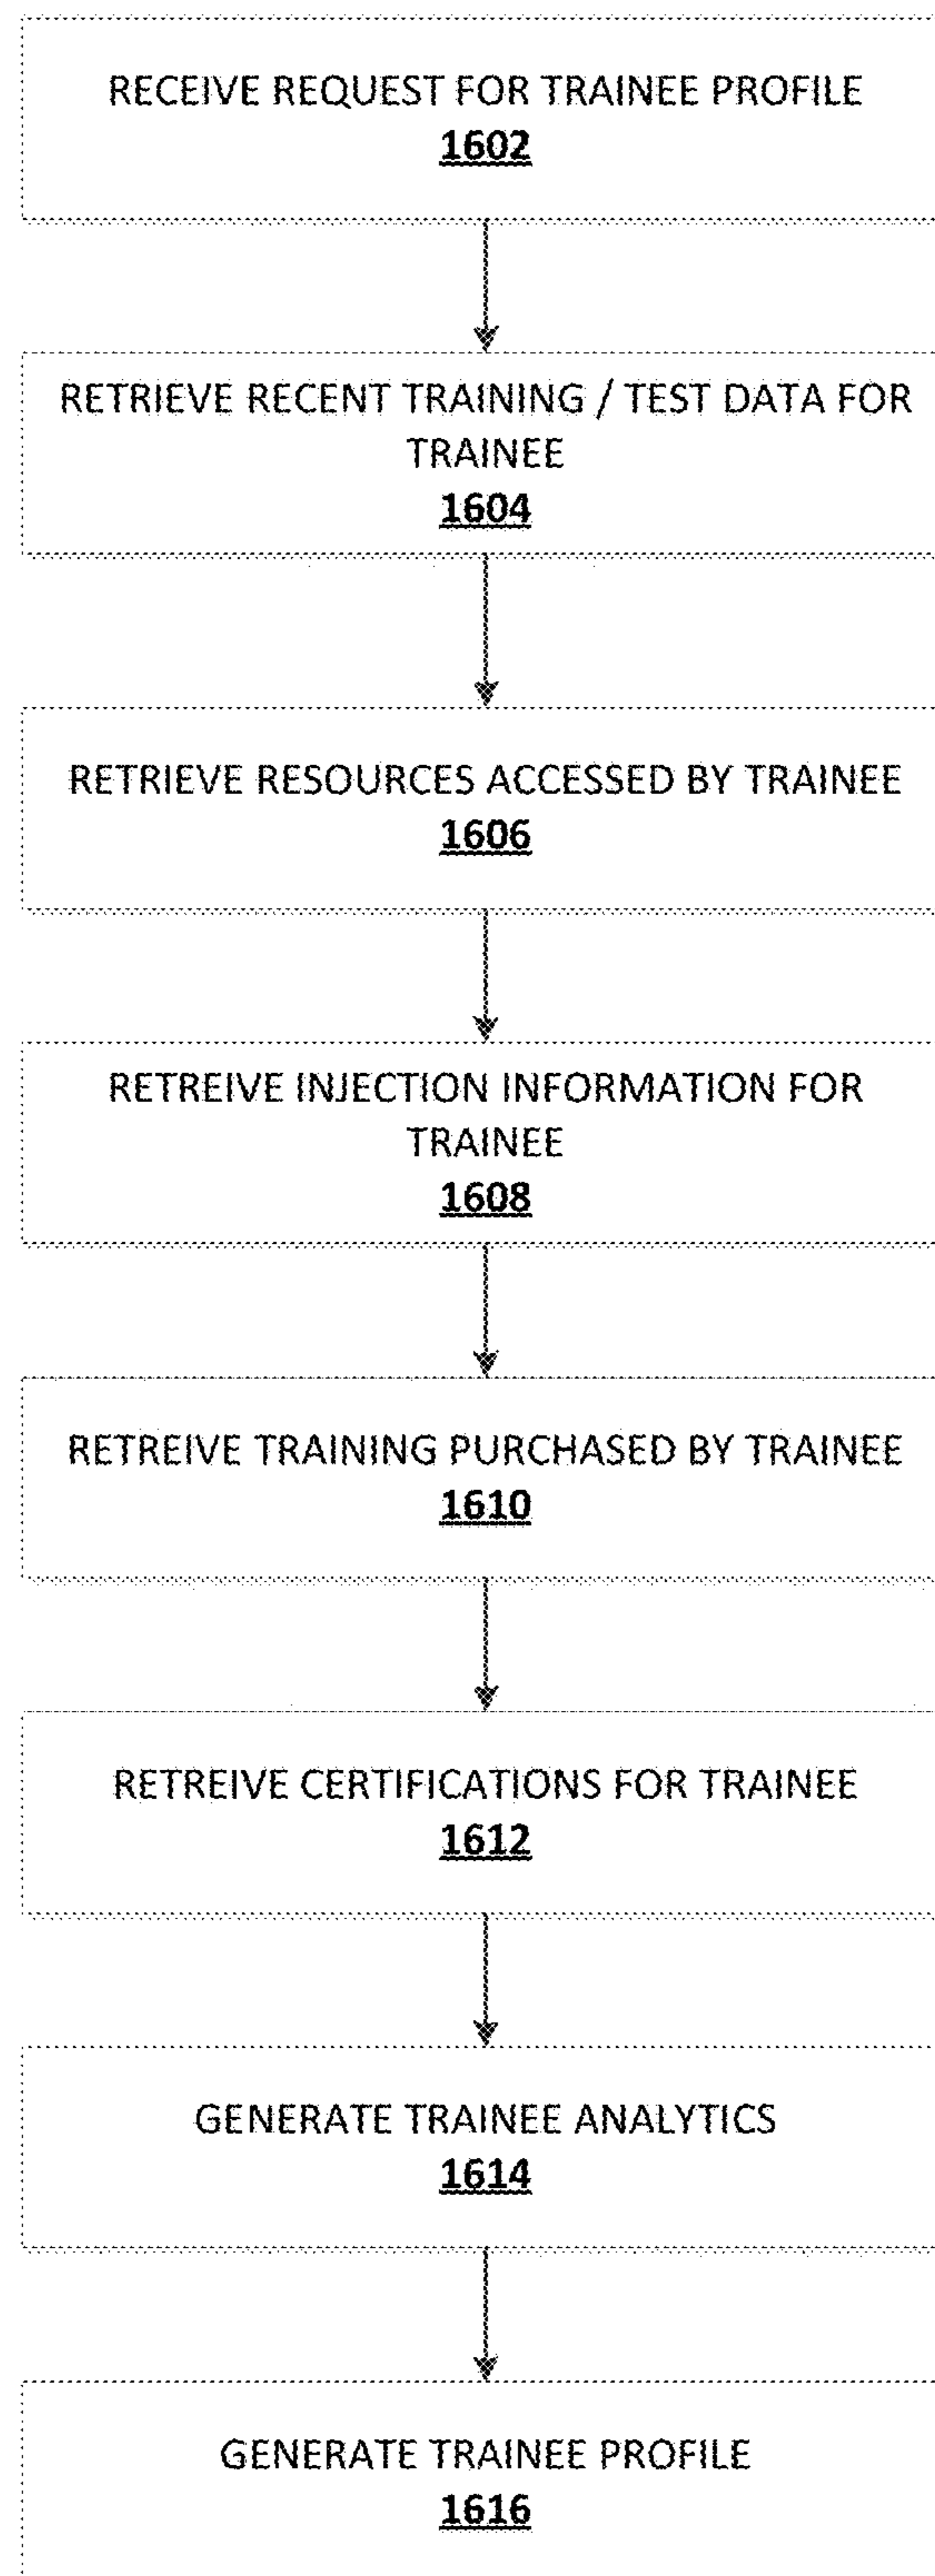 RECEIVE REQUEST FOR TRAINEE PROFILE
1602
RETRIEVE RECENT TRAINING / TEST DATA FOR
TRAINEE
1604
RETRIEVE RESOURCES ACCESSED BY TRAINEE
1606
RETREIVE INJECTION INFORMATION FOR
TRAINEE
1608
RETREIVE TRAINING PURCHASED BY TRAINEE
1610
RETREIVE CERTIFICATIONS FOR TRAINEE
1612
GENERATE TRAINEE ANALYTICS
1614
GENERATE TRAINEE PROFILE
1616